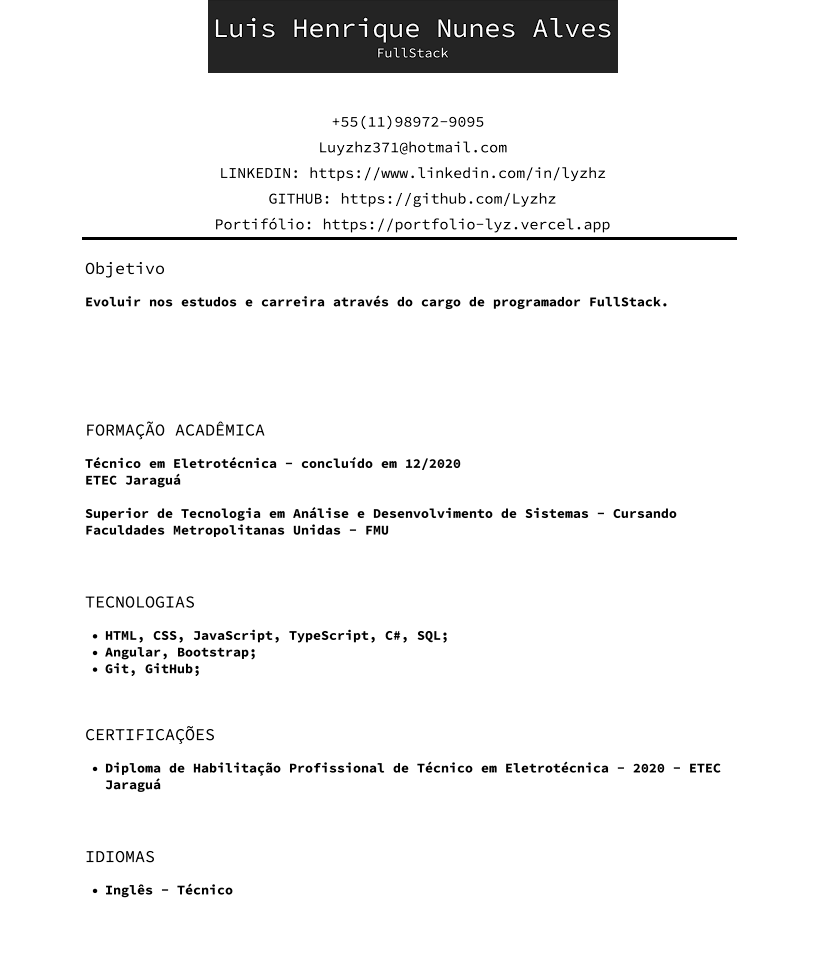 Luis Henrique Nunes Alves
FullStack
+55(11)98972-9095
Luyzhz371@hotmail.com
LINKEDIN: https://www.linkedin.com/in/lyzhz
GITHUB: https://github.com/Lyzhz
Portifólio: https://portfolio-lyz.vercel.app
Objetivo
Evoluir nos estudos e carreira através do cargo de programador FullStack.
FORMAÇÃO ACADÊMICA
Técnico em Eletrotécnica - concluído em 12/2020
ETEC Jaraguá
Superior de Tecnologia em Análise e Desenvolvimento de Sistemas - Cursando
Faculdades Metropolitanas Unidas - FMU
TECNOLOGIAS
• HTML, CSS, JavaScript, TypeScript, C#, SQL;
• Angular, Bootstrap;
• Git, GitHub;
CERTIFICAÇÕES
• Diploma de Habilitação Profissional de Técnico em Eletrotécnica - 2020 - ETEC
Jaraguá
IDIOMAS
• Inglês - Técnico